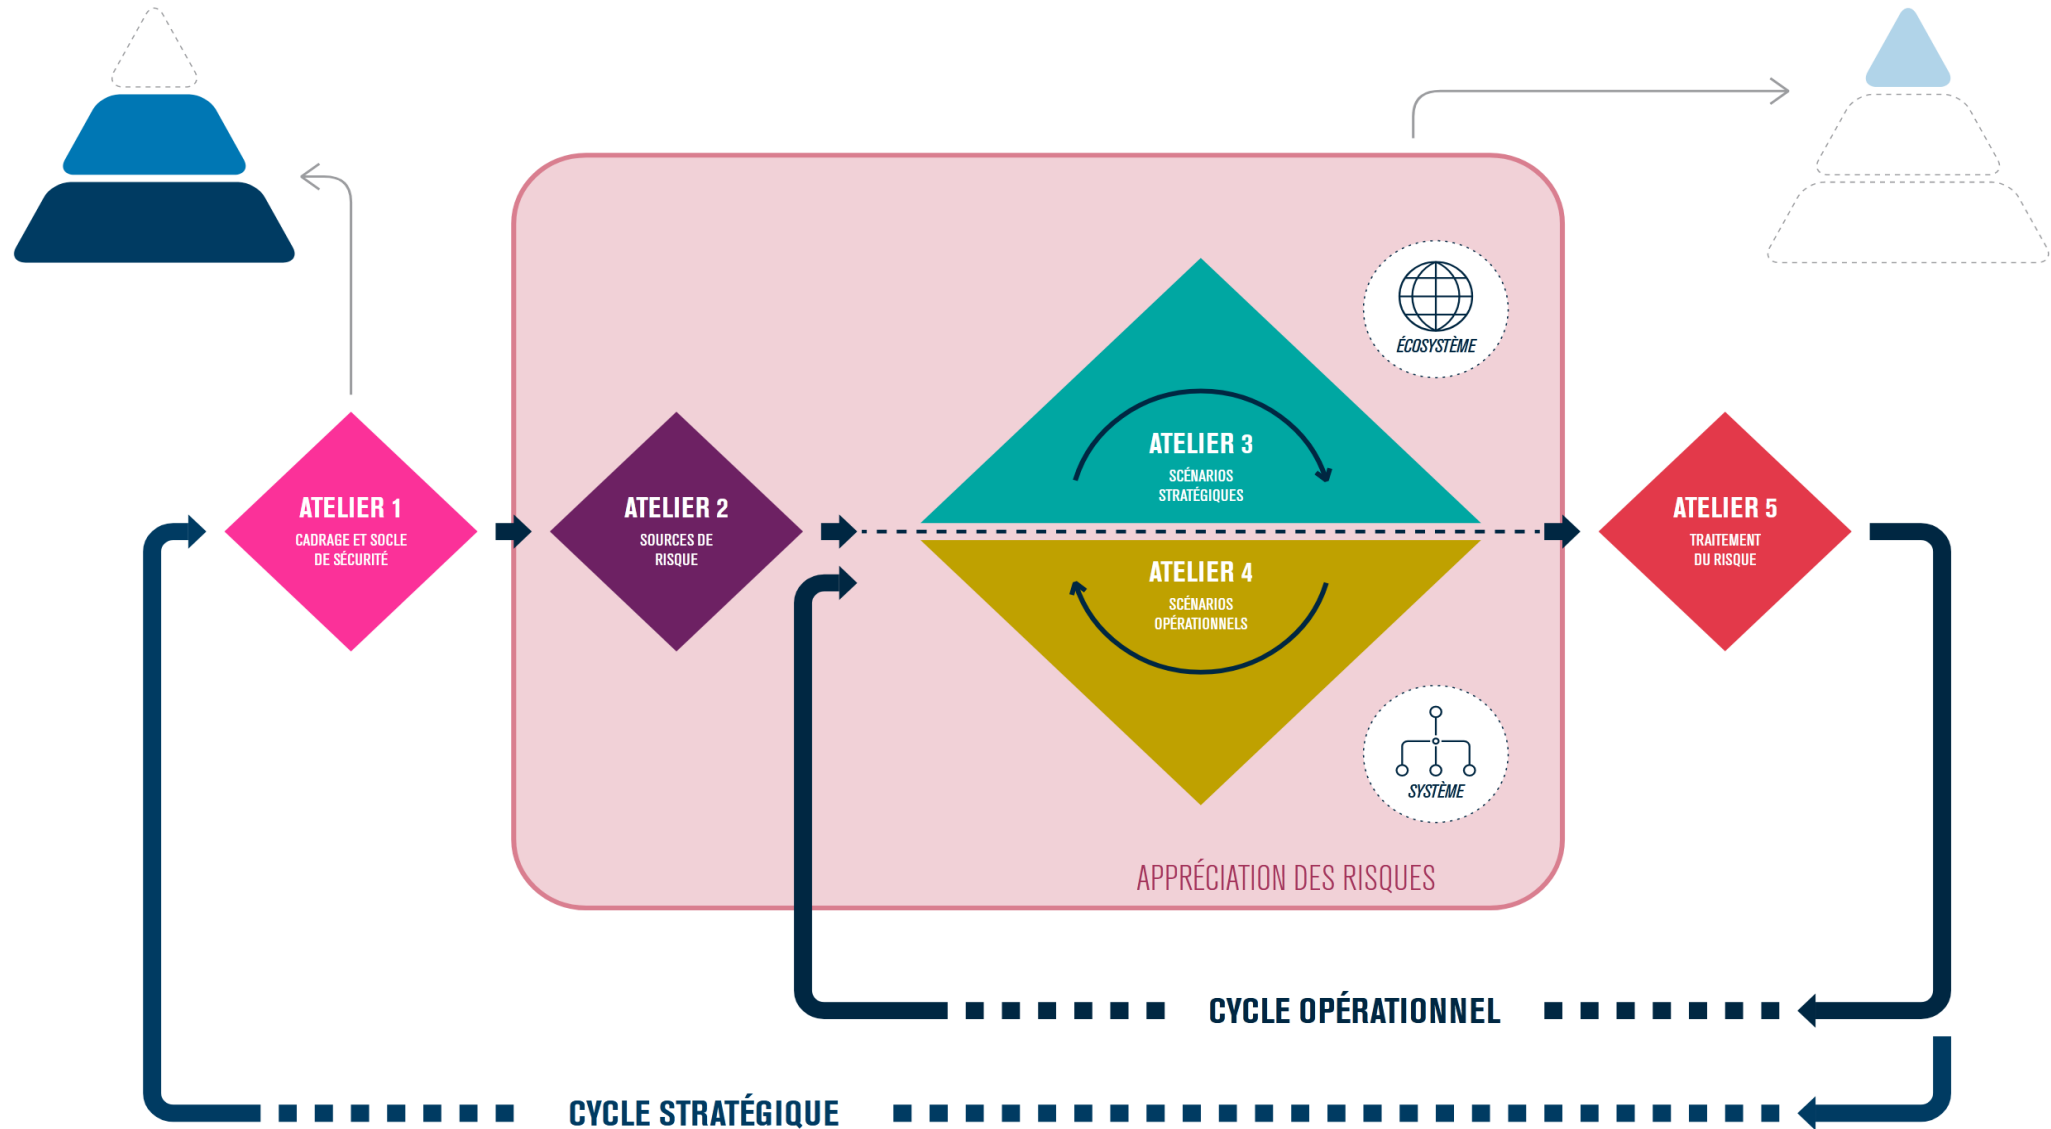 ÉCOSYSTÈME
ATELIER 1
CADRAGE ET SOCLE
DE SÉCURITÉ
ATELIER 2
SOURCES DE
RISQUE
ATELIER 3
SCÉNARIOS
STRATÉGIQUES
ATELIER 4
SCÉNARIOS
OPÉRATIONNELS
ATELIER 5
TRAITEMENT
DU RISQUE
SYSTÈME
APPRÉCIATION DES RISQUES
CYCLE OPÉRATIONNEL
CYCLE STRATÉGIQUE